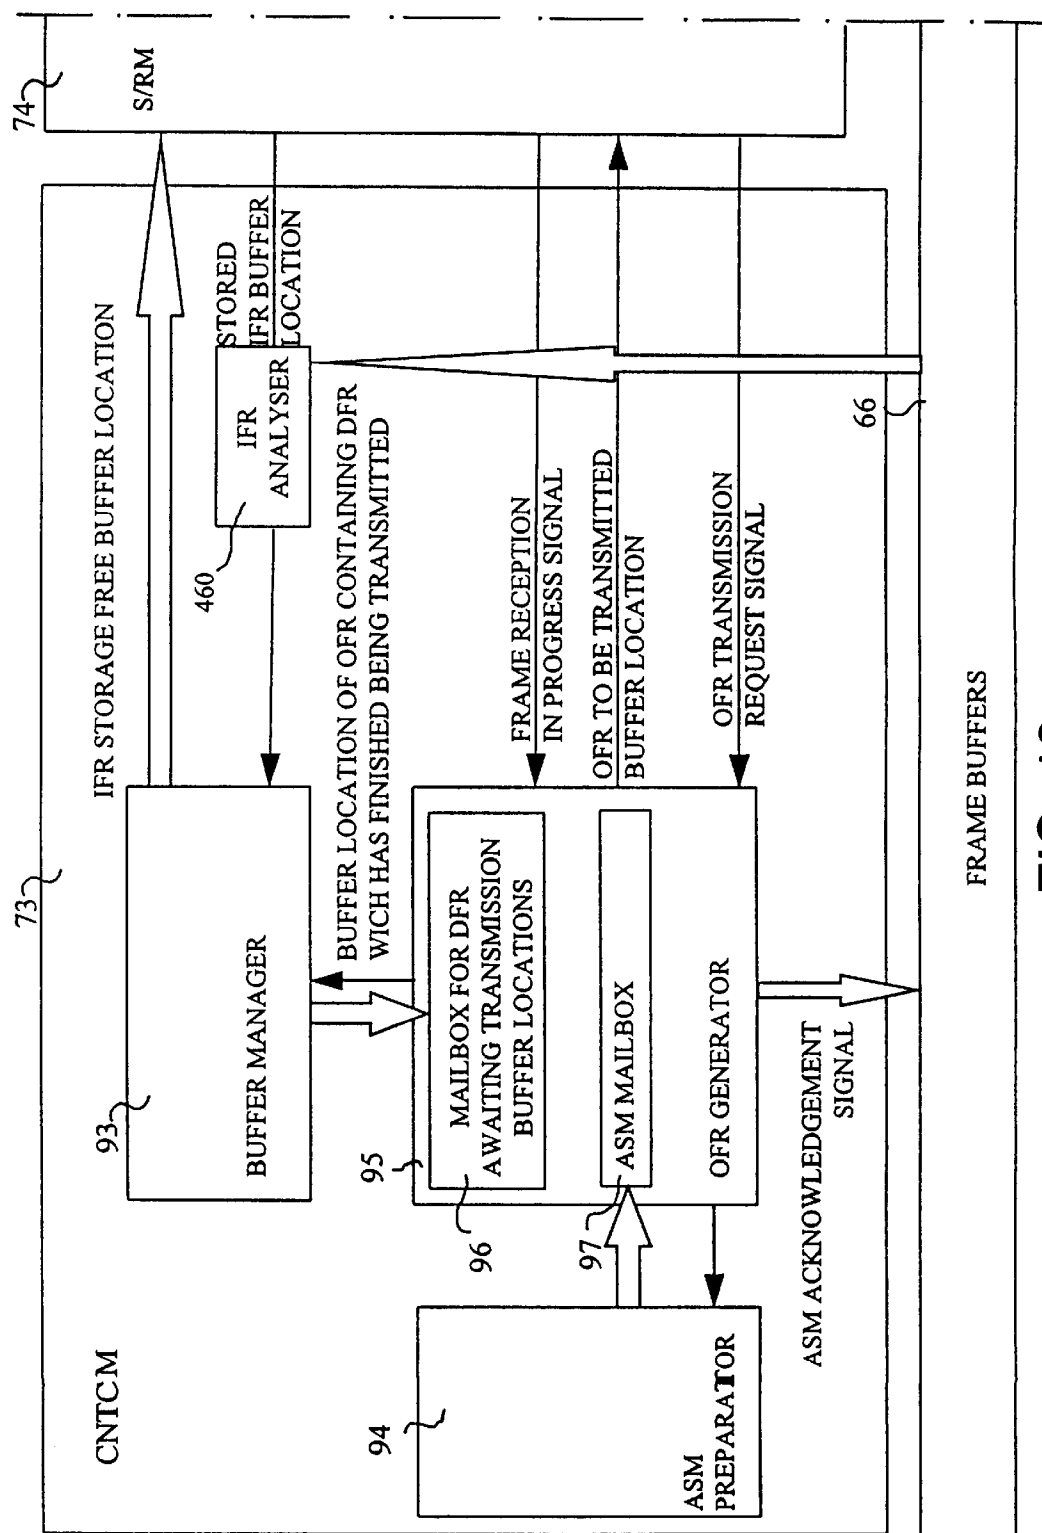 CNTCM
73
74
S/RM
IFR STORAGE FREE BUFFER LOCATION
93
BUFFER MANAGER
460
IFR
ANALYSER
STORED
IFR BUFFER
LOCATION
BUFFER LOCATION OF OFR CONTAINING DFR
WICH HAS FINISHED BEING TRANSMITTED
94
ASM
PREPARATOR
95
96
MAILBOX FOR DFR
AWAITING TRANSMISSION
BUFFER LOCATIONS
97
ASM MAILBOX
OFR GENERATOR
FRAME RECEPTION
IN PROGRESS SIGNAL
OFR TO BE TRANSMITTED
BUFFER LOCATION
OFR TRANSMISSION
REQUEST SIGNAL
ASM ACKNOWLEDGEMENT
SIGNAL
66
FRAME BUFFERS